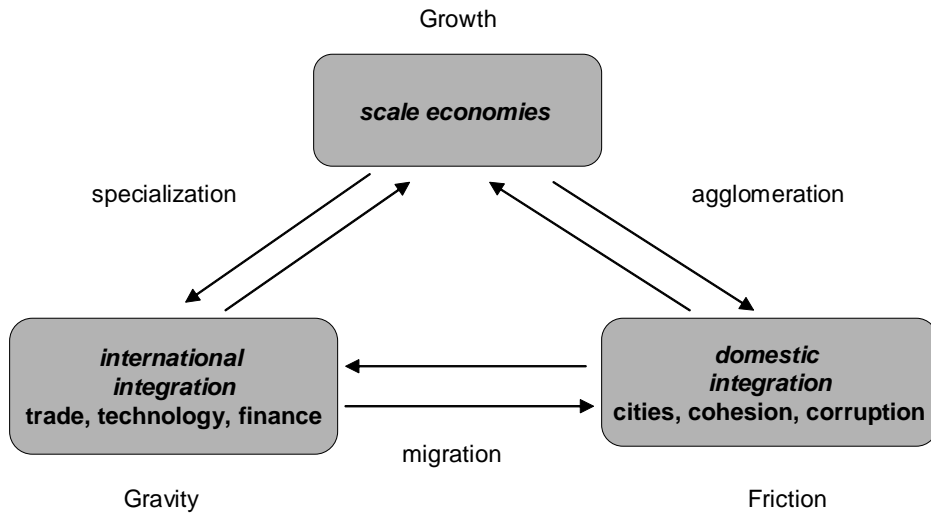 Growth
scale economies
specialization
agglomeration
international
integration
trade, technology, finance
domestic
integration
cities, cohesion, corruption
migration
Gravity
Friction